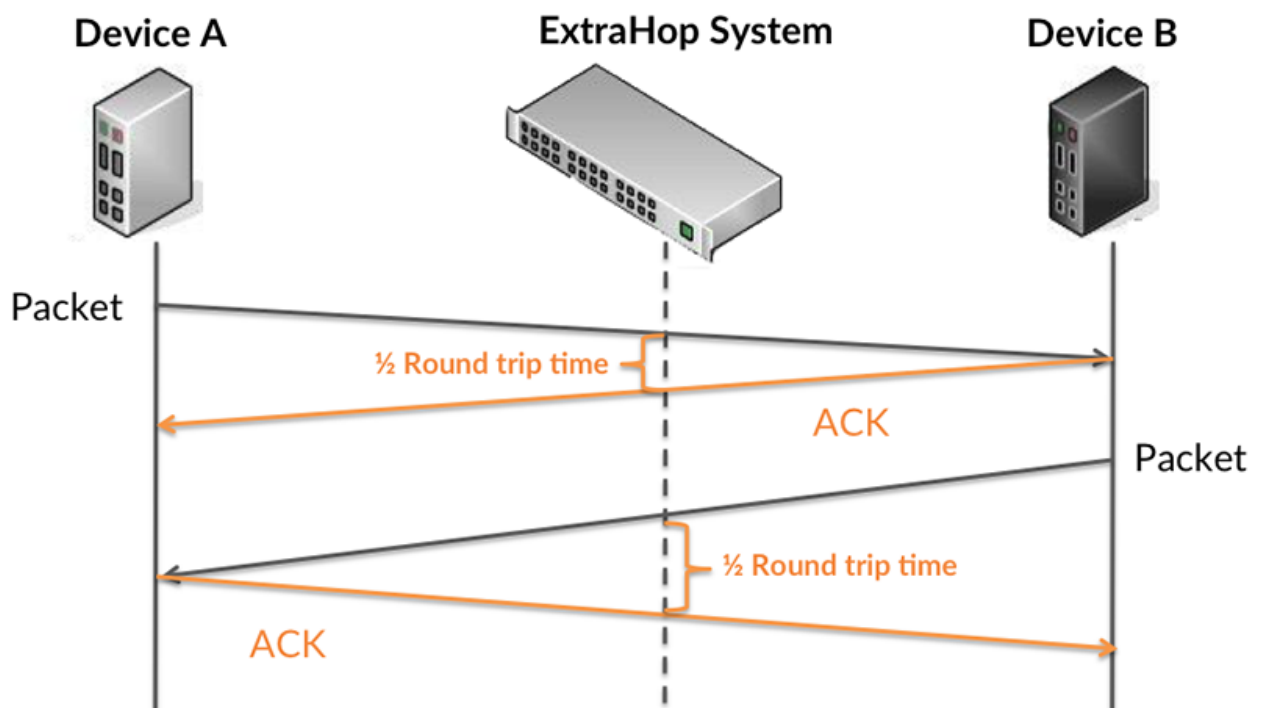 Device A
ExtraHop System
Device B
Packet
½ Round trip time
ACK
Packet
½ Round trip time
ACK